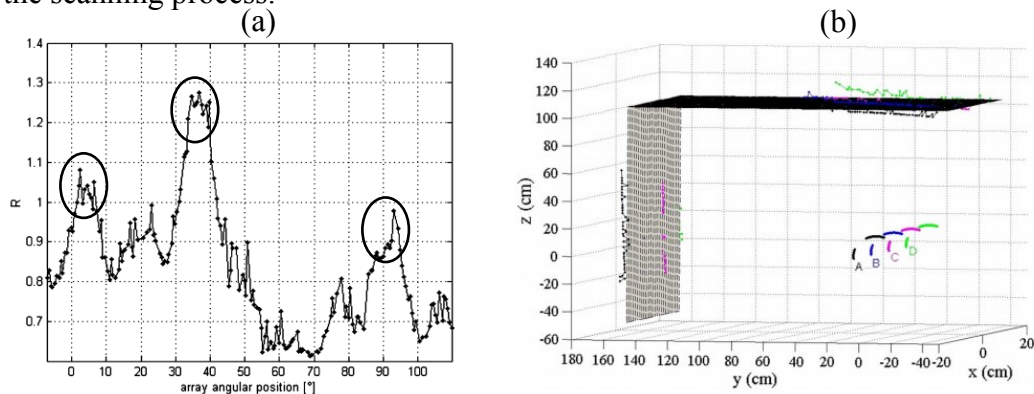 the scanning process.
(a)
(b)
1.4
1.3
1.2
1.1
1
0.9
0.8
0.7
R
0 10 20 30 40 50 60 70 80 90 100
array angular position [°]
140
120
100
80
60
40
20
0
-20
-40
-60
z (cm)
A
B
C
D
180 160 140 120 100 80 60 40 20 0 -20 -40 -20
0
20
y (cm)
x (cm)